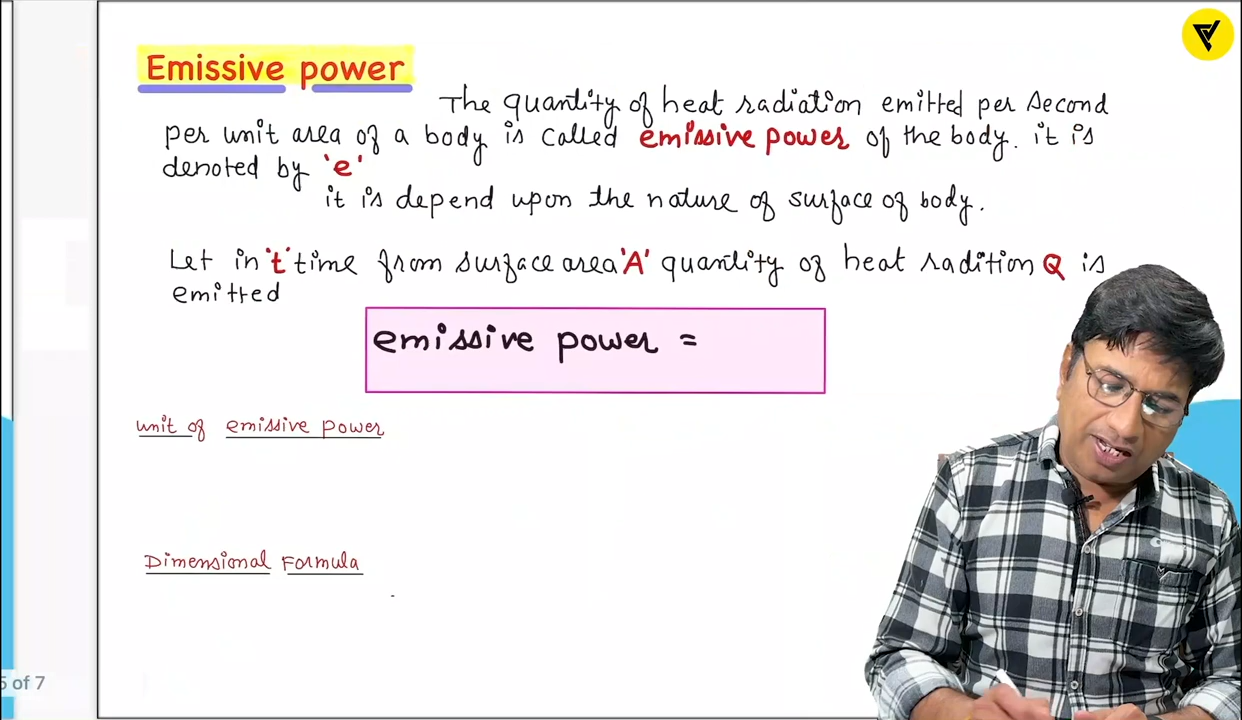 Emissive power
The quantity of heat radiation emitted per second
per unit area of a body is called emissive power of the body. it is
denoted by 'e'
it is depend upon the nature of surface of body.
Let in 't' time from surface area 'A' quantity of heat radition Q is
emitted
emissive power =
unit of emissive power
Dimensional Formula
5 of 7